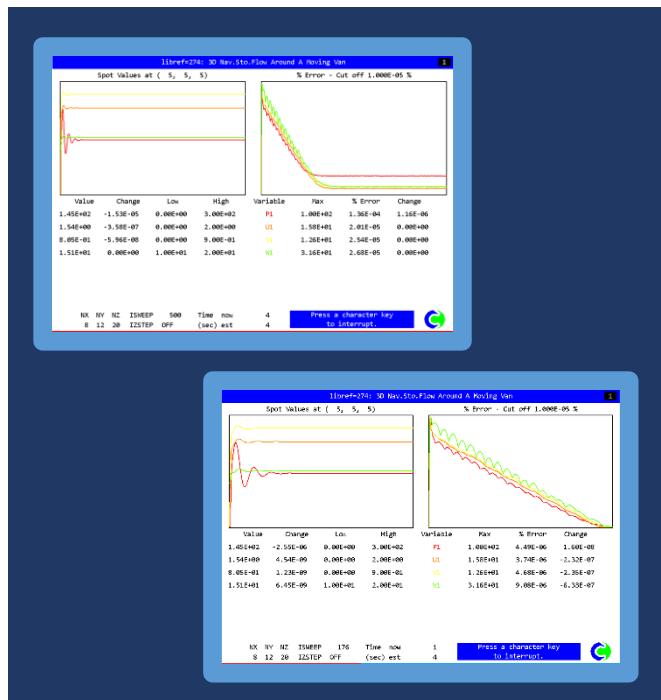 libref=274: 3D Nav.Sto.Flow Around A Moving Van 1
Spot Values at ( 5, 5, 5) % Error - Cut off 1.000E-05 %
Value Change Low High Variable Max % Error Change
1.45E+02 -1.53E-05 0.00E+00 3.00E+02 P1 1.00E+02 1.36E-04 1.16E-06
1.54E+00 -3.58E-07 0.00E+00 2.00E+00 U1 1.58E+01 2.01E-05 0.00E+00
8.05E-01 -5.96E-08 0.00E+00 9.00E-01 V1 1.26E+01 2.54E-05 0.00E+00
1.51E+01 0.00E+00 1.00E+01 2.00E+01 W1 3.16E+01 2.68E-05 0.00E+00
NX NY NZ ISWEEP 500 Time now 4 Press a character key
8 12 20 IZSTEP OFF (sec) est 4 to interrupt.
libref=274: 3D Nav.Sto.Flow Around A Moving Van 1
Spot Values at ( 5, 5, 5) % Error - Cut off 1.000E-05 %
Value Change Low High Variable Max % Error Change
1.45E+02 -2.55E-06 0.00E+00 3.00E+02 P1 1.00E+02 4.49E-06 1.60E-08
1.54E+00 4.54E-09 0.00E+00 2.00E+00 U1 1.58E+01 3.74E-06 -2.32E-07
8.05E-01 1.23E-09 0.00E+00 9.00E-01 V1 1.26E+01 4.68E-06 -2.35E-07
1.51E+01 6.45E-09 1.00E+01 2.00E+01 W1 3.16E+01 9.08E-06 -6.33E-07
NX NY NZ ISWEEP 176 Time now 1 Press a character key
8 12 20 IZSTEP OFF (sec) est 4 to interrupt.